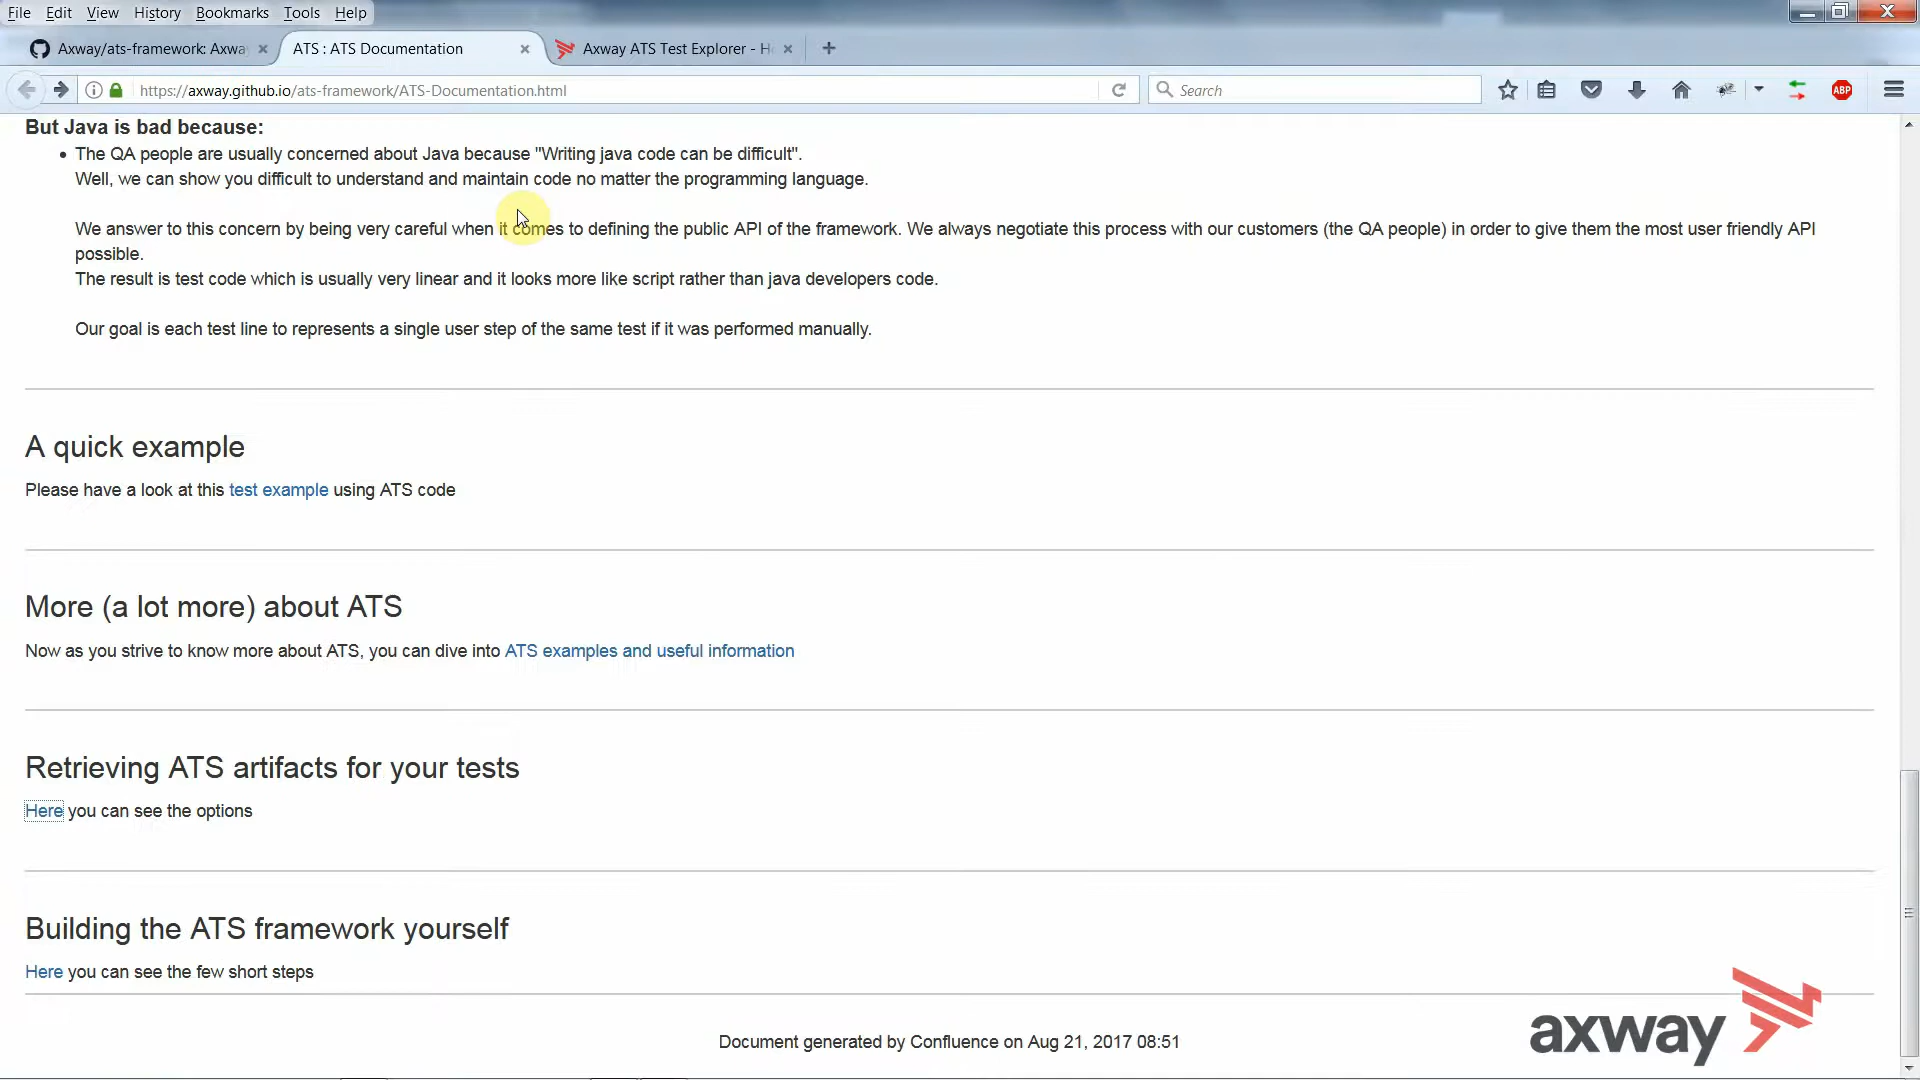 File Edit View History Bookmarks Tools Help
Axway/ats-framework: Axwa
ATS : ATS Documentation
Axway ATS Test Explorer - H
https://axway.github.io/ats-framework/ATS-Documentation.html
Search
ABP
But Java is bad because:
• The QA people are usually concerned about Java because "Writing java code can be difficult".
Well, we can show you difficult to understand and maintain code no matter the programming language.
We answer to this concern by being very careful when it comes to defining the public API of the framework. We always negotiate this process with our customers (the QA people) in order to give them the most user friendly API
possible.
The result is test code which is usually very linear and it looks more like script rather than java developers code.
Our goal is each test line to represents a single user step of the same test if it was performed manually.
A quick example
Please have a look at this test example using ATS code
More (a lot more) about ATS
Now as you strive to know more about ATS, you can dive into ATS examples and useful information
Retrieving ATS artifacts for your tests
Here you can see the options
Building the ATS framework yourself
Here you can see the few short steps
Document generated by Confluence on Aug 21, 2017 08:51
axway